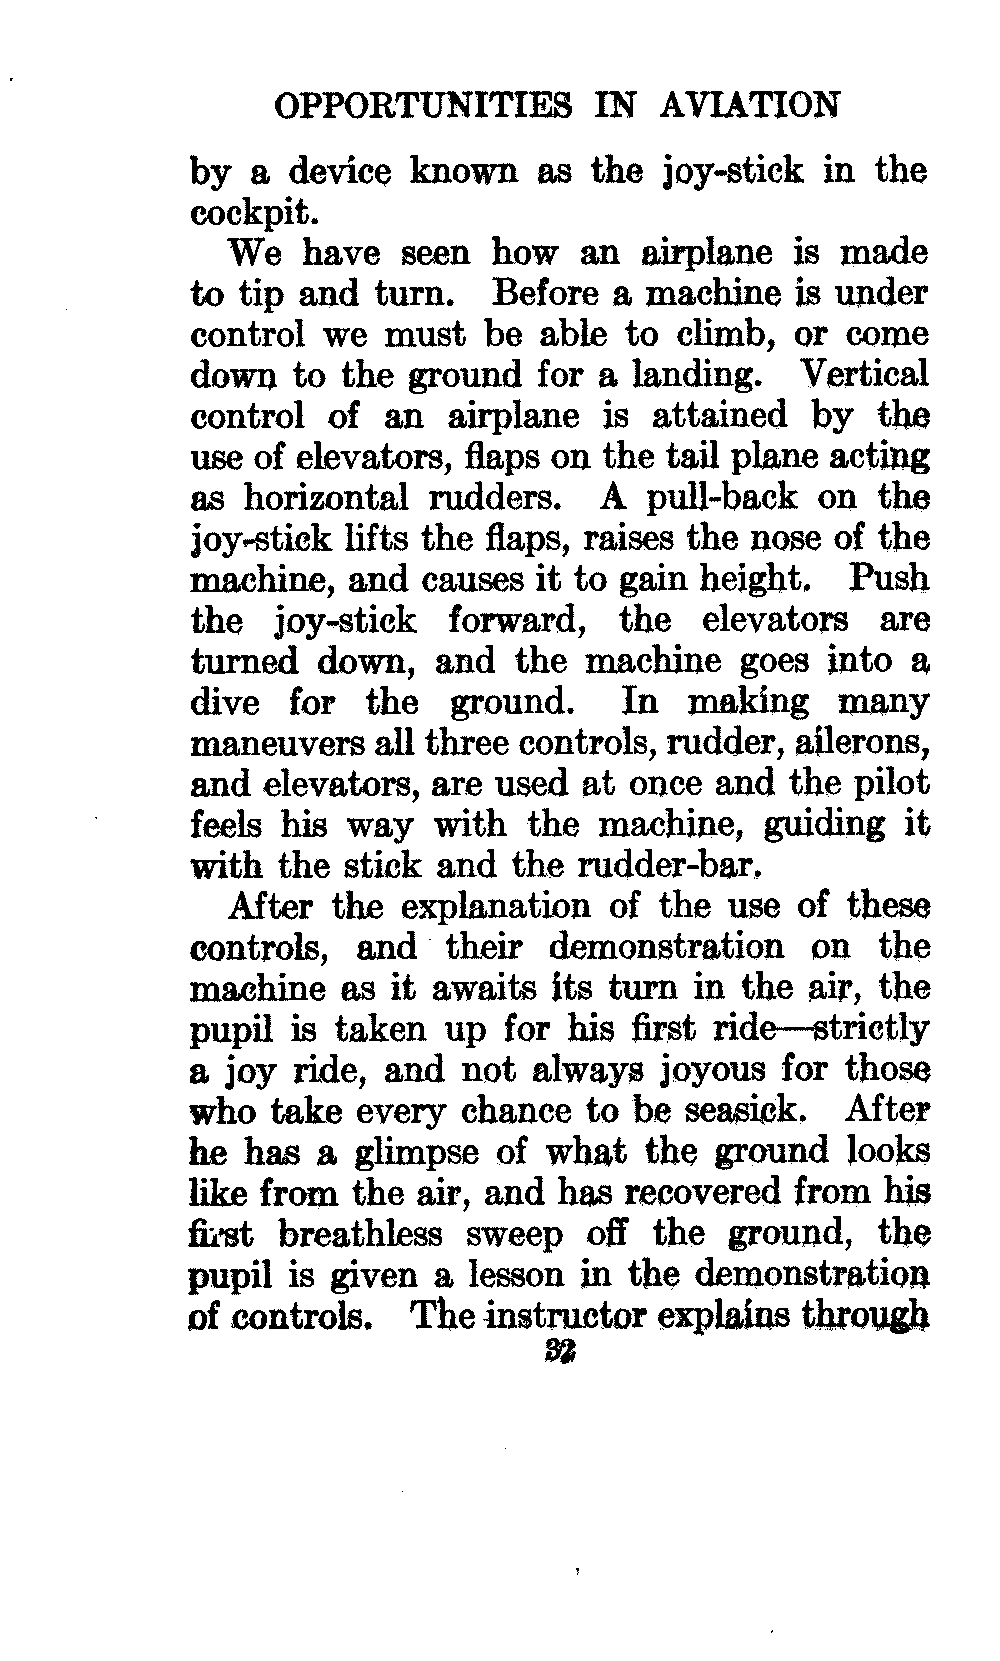 OPPORTUNITIES IN AVIATION
by a device known as the joy-stick in the
cockpit.
We have seen how an airplane is made
to tip and turn. Before a machine is under
control we must be able to climb, or come
down to the ground for a landing. Vertical
control of an airplane is attained by the
use of elevators, flaps on the tail plane acting
as horizontal rudders. A pull-back on the
joy-stick lifts the flaps, raises the nose of the
machine, and causes it to gain height. Push
the joy-stick forward, the elevators are
turned down, and the machine goes into a
dive for the ground. In making many
maneuvers all three controls, rudder, ailerons,
and elevators, are used at once and the pilot
feels his way with the machine, guiding it
with the stick and the rudder-bar.
After the explanation of the use of these
controls, and their demonstration on the
machine as it awaits its turn in the air, the
pupil is taken up for his first ride—strictly
a joy ride, and not always joyous for those
who take every chance to be seasick. After
he has a glimpse of what the ground looks
like from the air, and has recovered from his
first breathless sweep off the ground, the
pupil is given a lesson in the demonstration
of controls. The instructor explains through
32